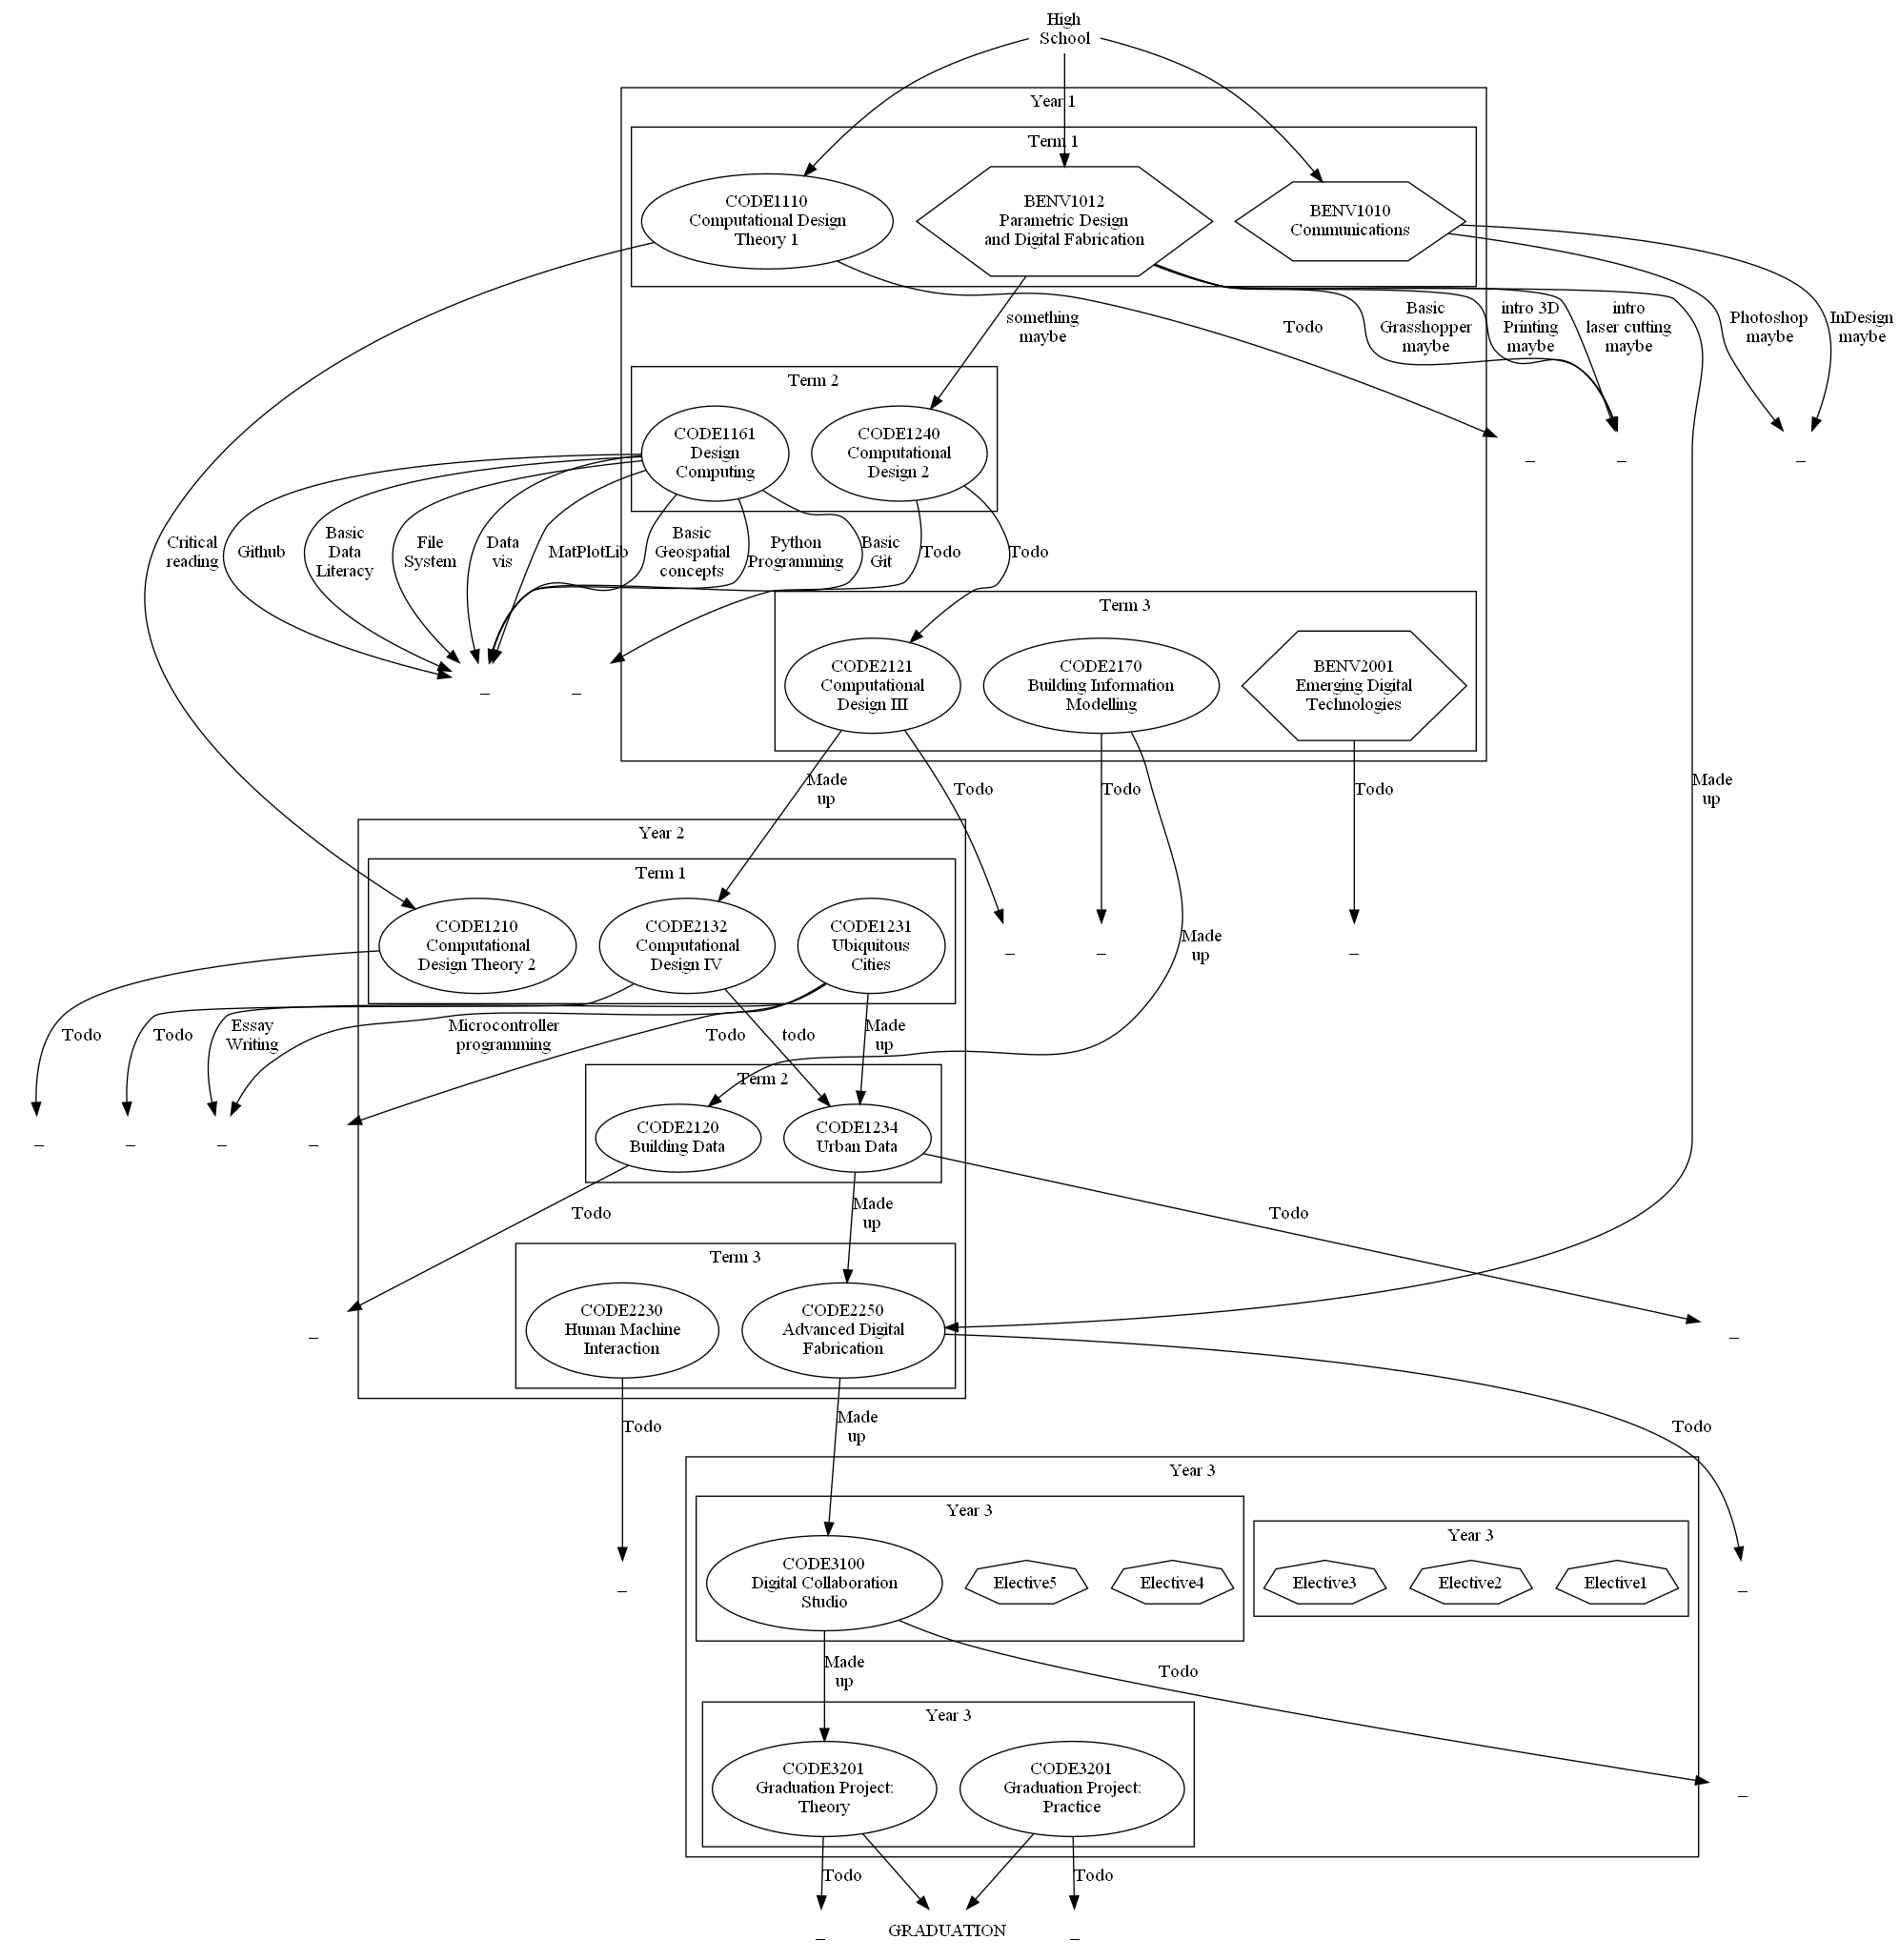 High
School
Year 1
Term 1
CODE1110
Computational Design
Theory 1
BENV1012
Parametric Design
and Digital Fabrication
BENV1010
Communications
something
maybe
Todo
Basic
Grasshopper
maybe
intro 3D
Printing
maybe
intro
laser cutting
maybe
Photoshop
maybe
InDesign
maybe
Term 2
CODE1161
Design
Computing
CODE1240
Computational
Design 2
_
_
_
Critical
reading
Github
Basic
Data
Literacy
File
System
Data
vis
MatPlotLib
Basic
Geospatial
concepts
Python
Programming
Basic
Git
Todo
Todo
Term 3
CODE2121
Computational
Design III
CODE2170
Building Information
Modelling
BENV2001
Emerging Digital
Technologies
_
_
Made
up
Todo
Todo
Todo
Made
up
Year 2
Term 1
CODE1210
Computational
Design Theory 2
CODE2132
Computational
Design IV
CODE1231
Ubiquitous
Cities
_
_
_
Made
up
Todo
Todo
Essay
Writing
Microcontroller
programming
Todo
todo
Made
up
Term 2
CODE2120
Building Data
CODE1234
Urban Data
_
_
_
_
Todo
Made
up
Todo
Term 3
CODE2230
Human Machine
Interaction
CODE2250
Advanced Digital
Fabrication
_
_
Todo
Made
up
Todo
Year 3
Year 3
CODE3100
Digital Collaboration
Studio
Elective5
Elective4
Year 3
Elective3
Elective2
Elective1
_
_
Made
up
Todo
Year 3
CODE3201
Graduation Project:
Theory
CODE3201
Graduation Project:
Practice
_
Todo
Todo
_
GRADUATION
_